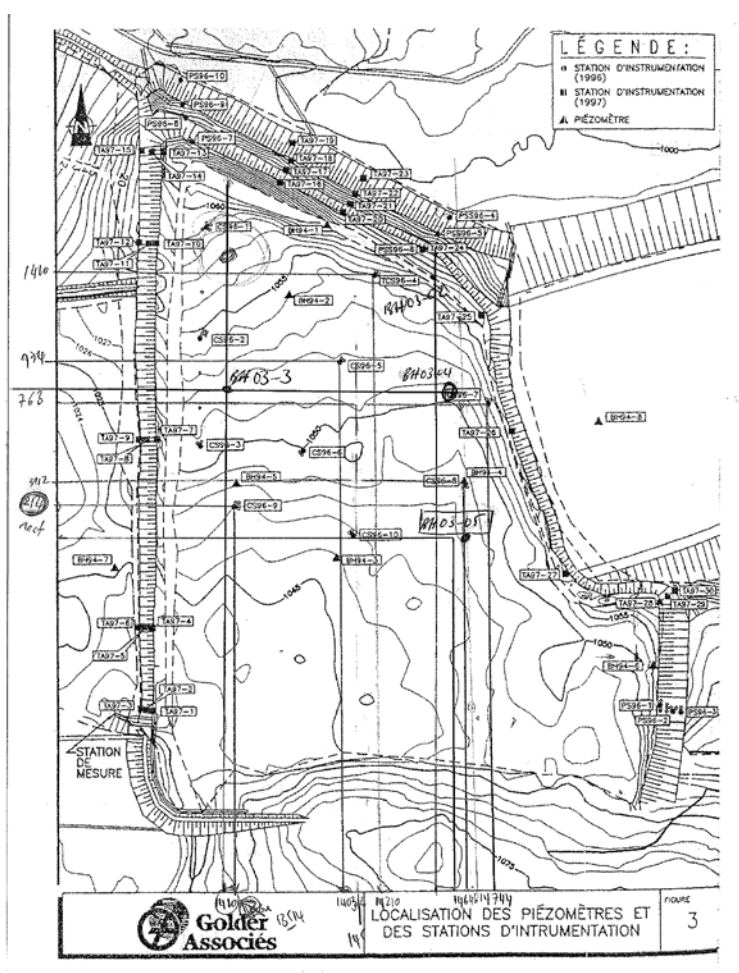 LÉGENDE:
STATION D'INSTRUMENTATION
(1996)
STATION D'INSTRUMENTATION
(1997)
PIÉZOMÈTRE
N
PS96-10
PS96-9
PS96-8
PS96-7
TA97-15
TA97-13
TA97-14
TA97-19
TA97-18
TA97-17
TA97-16
TA97-23
TA97-22
TA97-21
TA97-20
PS96-4
PS96-5
TA97-24
1000
1060
CS96-1
BH94-1
TA97-12
TA97-10
TA97-11
TCS96-4
1055
BH94-2
TA97-25
CS96-2
CS96-5
934
BH03-3
BH03-04
763
TA97-7
TA97-9
TA97-8
TA97-26
BH94-8
CS96-3
1050
CS96-6
BH94-5
BH94-4
CS96-8
CS96-9
BH03-05
CS96-10
BH94-7
BH94-3
TA97-27
1045
TA97-30
TA97-28
TA97-29
1055
TA97-6
TA97-4
TA97-5
1050
BH94-6
TA97-3
TA97-2
TA97-1
PS96-1
PS96-2
PS96-3
STATION
DE
MESURE
1075
Golder
Associés
LOCALISATION DES PIÉZOMÈTRES ET
DES STATIONS D'INTRUMENTATION
FIGURE
3